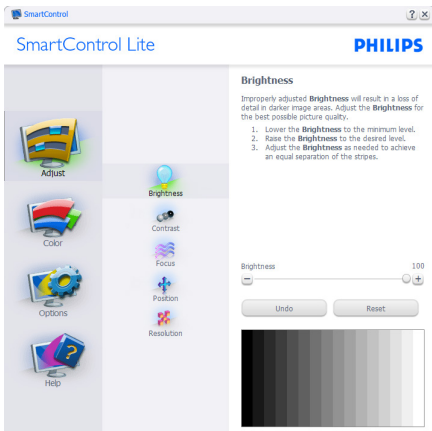 SmartControl
SmartControl Lite
PHILIPS
Adjust
Color
Options
Help
Brightness
Contrast
Focus
Position
Resolution
Brightness
Improperly adjusted Brightness will result in a loss of
detail in darker image areas. Adjust the Brightness for
the best possible picture quality.
1. Lower the Brightness to the minimum level.
2. Raise the Brightness to the desired level.
3. Adjust the Brightness as needed to achieve
an equal separation of the stripes.
Brightness 100
Undo Reset